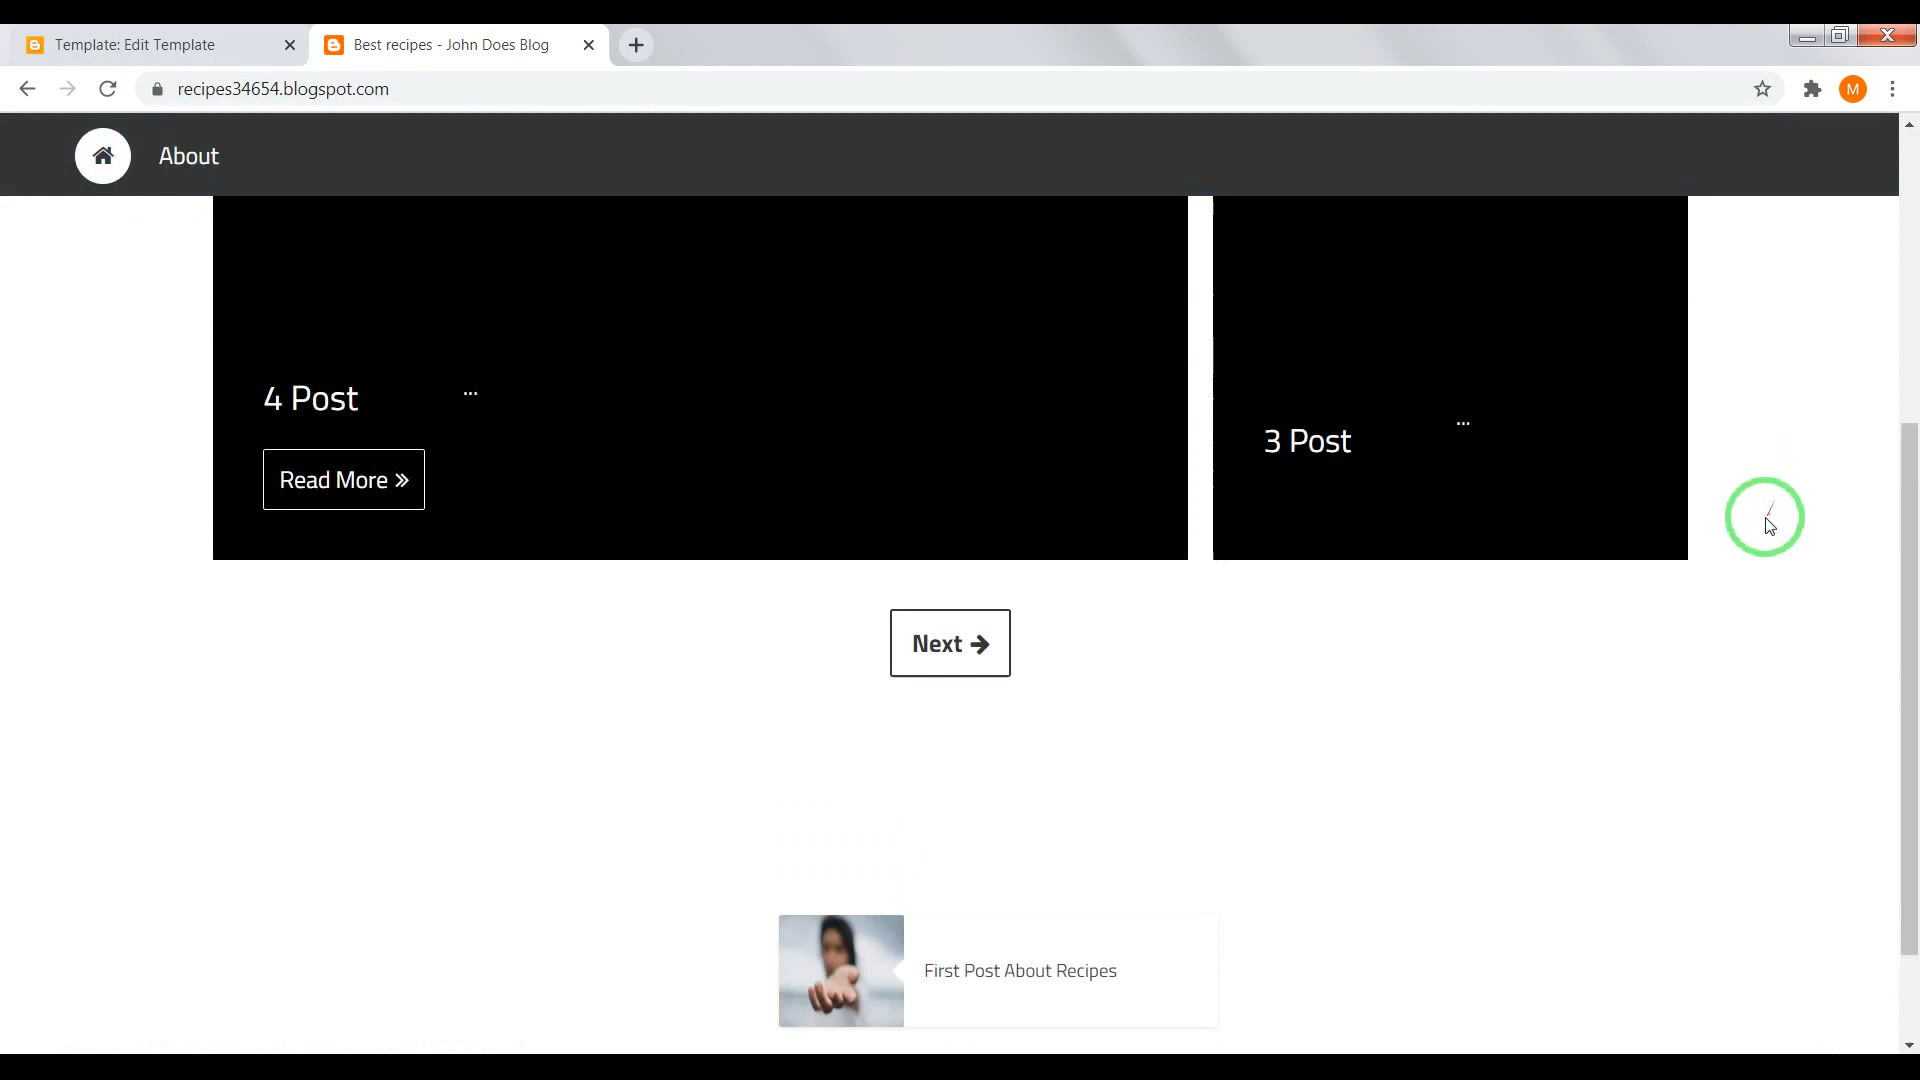 Template: Edit Template
Best recipes - John Does Blog
recipes34654.blogspot.com
M
About
4 Post
...
Read More »
3 Post
...
Next →
First Post About Recipes